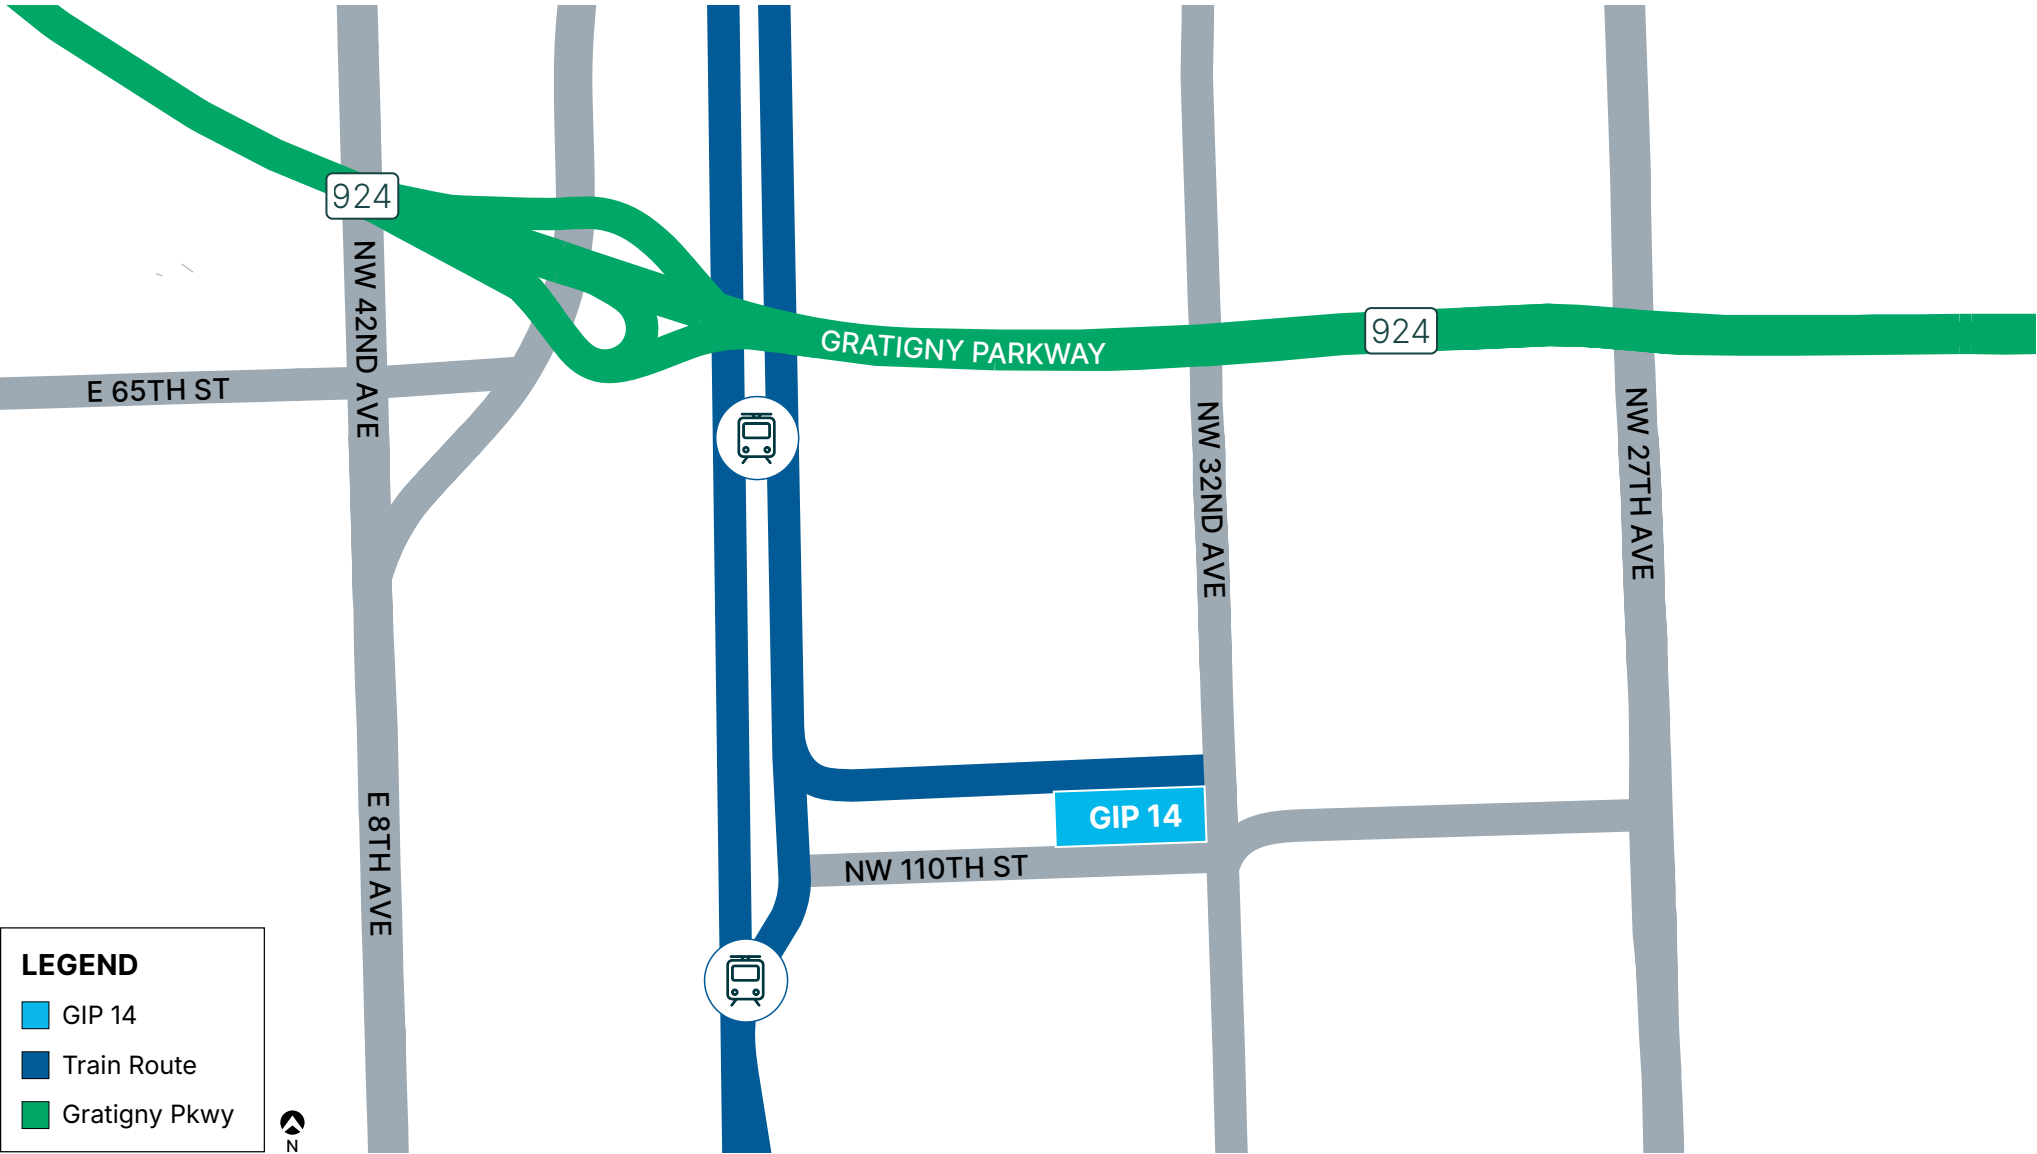 924
NW 42ND AVE
GRATIGNY PARKWAY
924
E 65TH ST
NW 32ND AVE
NW 27TH AVE
E 8TH AVE
GIP 14
NW 110TH ST
LEGEND
GIP 14
Train Route
Gratigny Pkwy
N